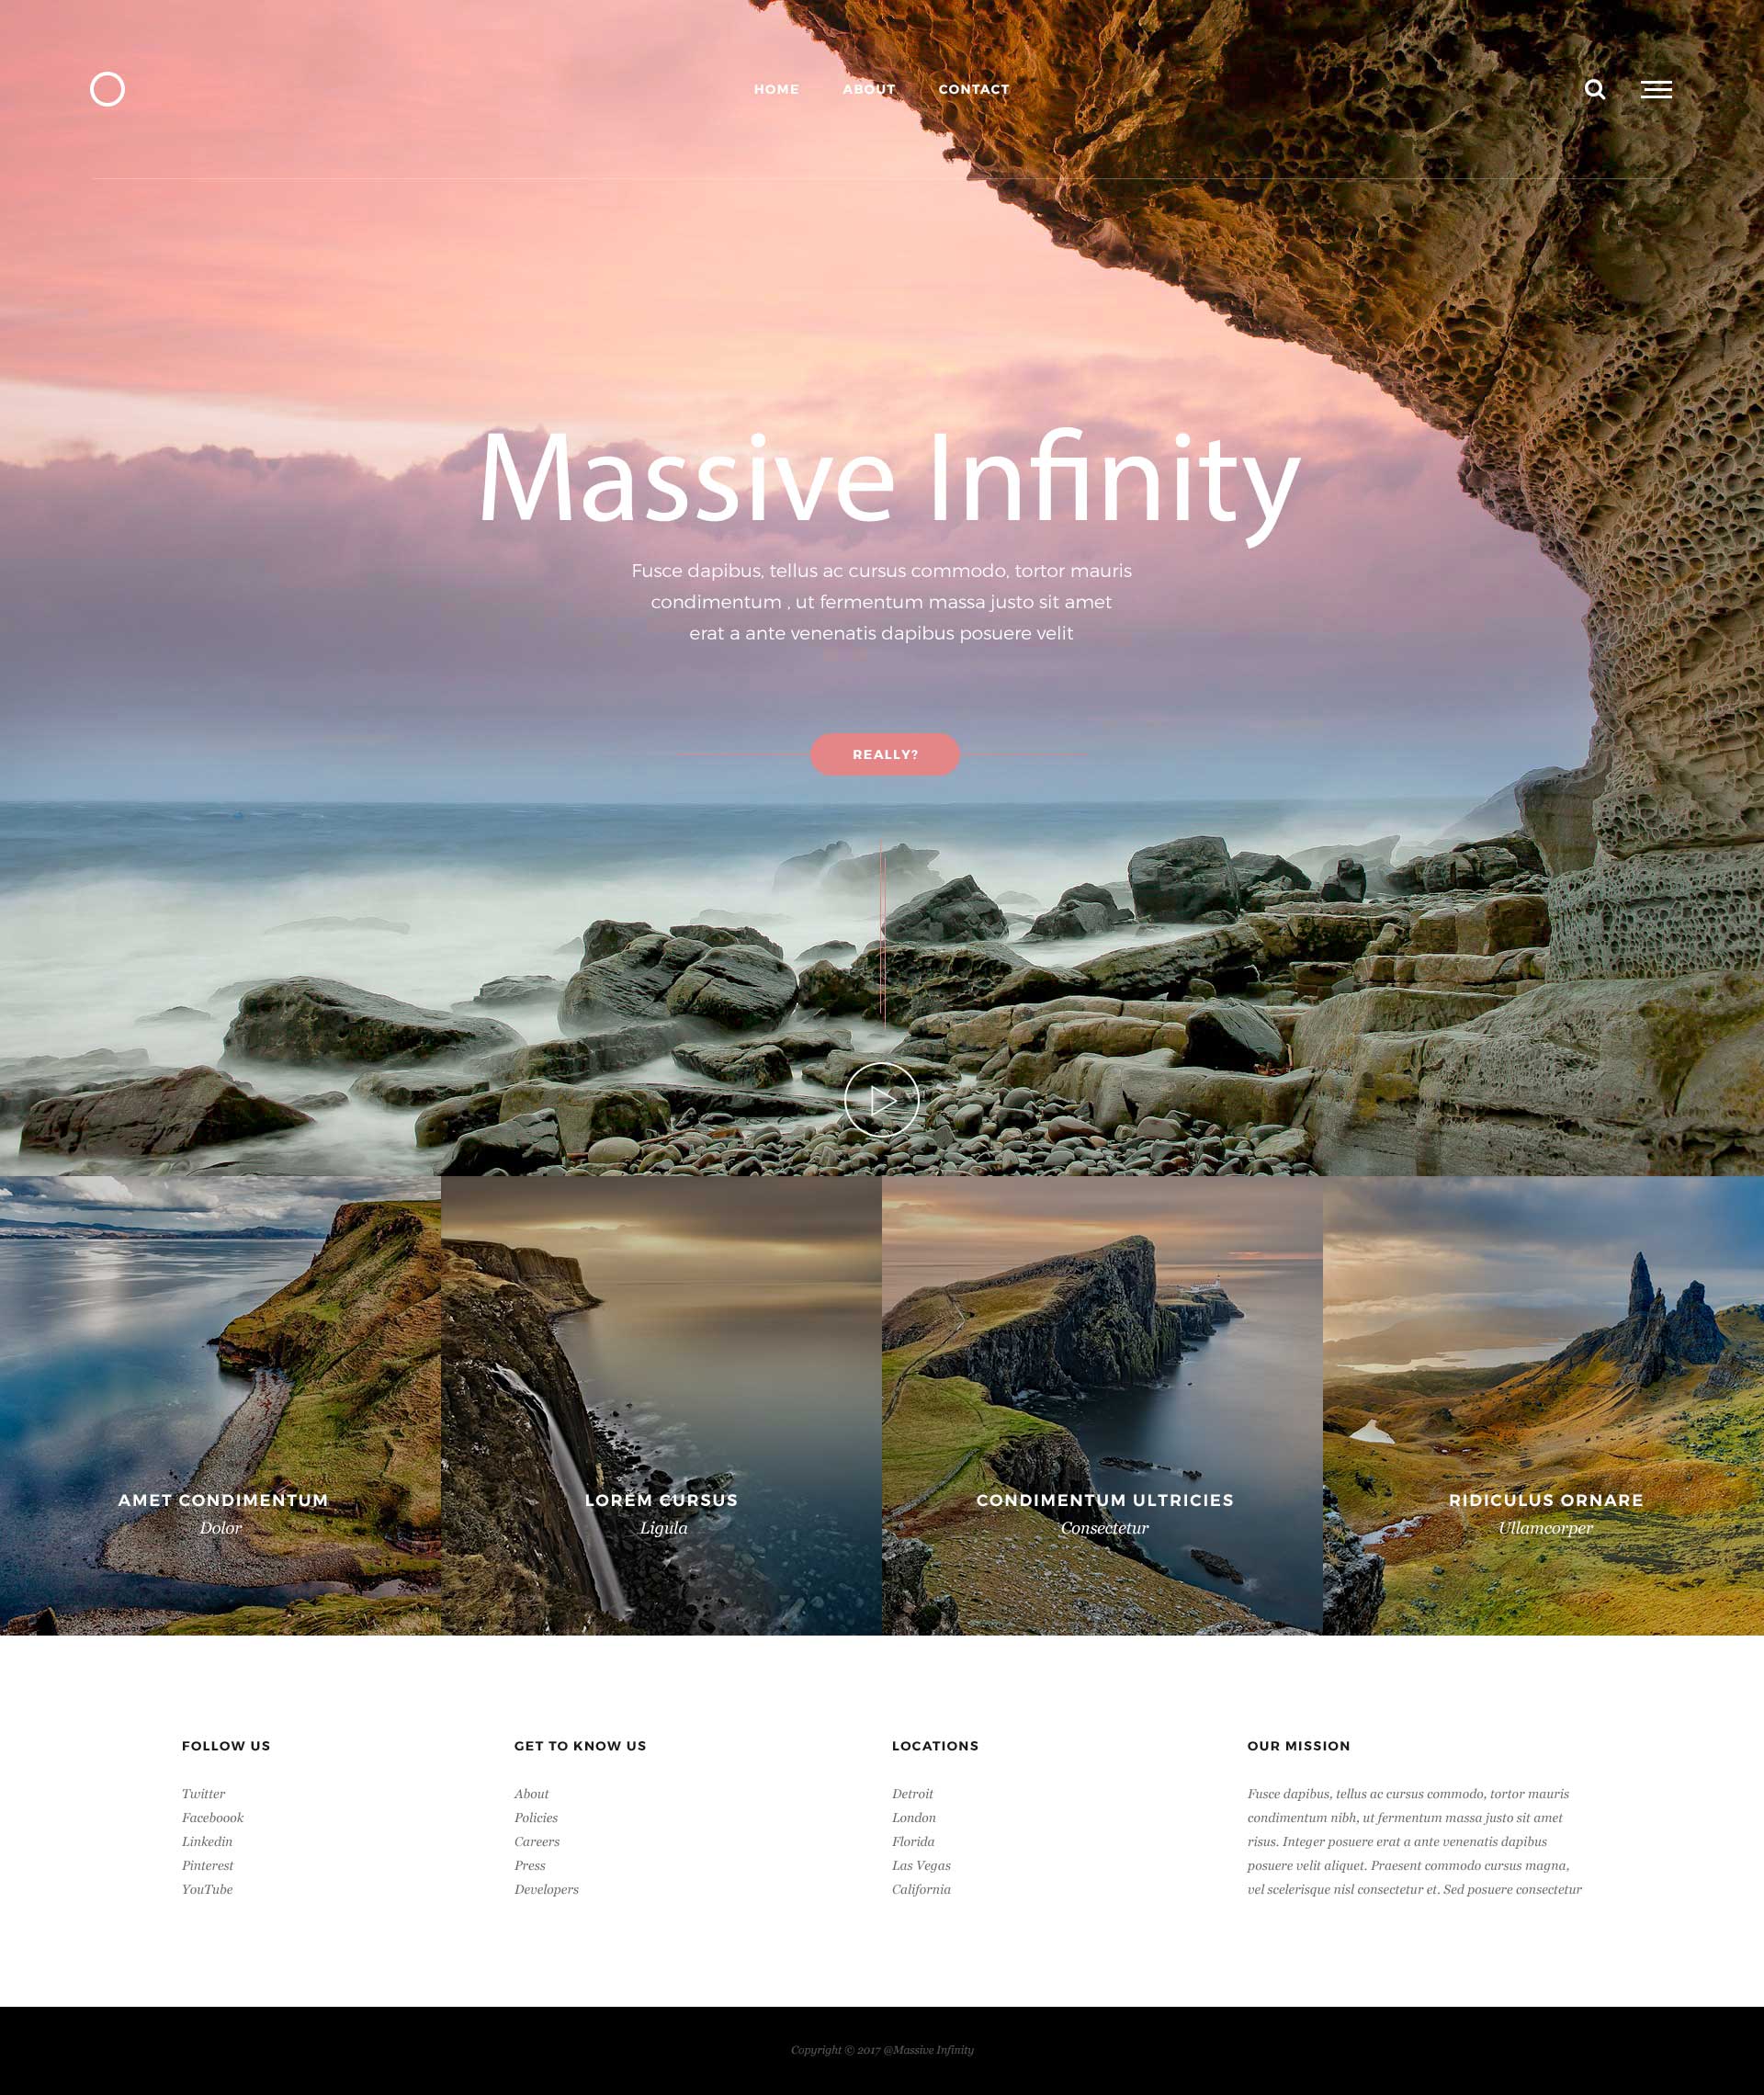 HOME ABOUT CONTACT
Massive Infinity
Fusce dapibus, tellus ac cursus commodo, tortor mauris
condimentum , ut fermentum massa justo sit amet
erat a ante venenatis dapibus posuere velit
REALLY?
AMET CONDIMENTUM
Dolor
LOREM CURSUS
Ligula
CONDIMENTUM ULTRICIES
Consectetur
RIDICULUS ORNARE
Ullamcorper
FOLLOW US
Twitter
Faceboook
Linkedin
Pinterest
YouTube
GET TO KNOW US
About
Policies
Careers
Press
Developers
LOCATIONS
Detroit
London
Florida
Las Vegas
California
OUR MISSION
Fusce dapibus, tellus ac cursus commodo, tortor mauris
condimentum nibh, ut fermentum massa justo sit amet
risus. Integer posuere erat a ante venenatis dapibus
posuere velit aliquet. Praesent commodo cursus magna,
vel scelerisque nisl consectetur et. Sed posuere consectetur
Copyright © 2017 @Massive Infinity